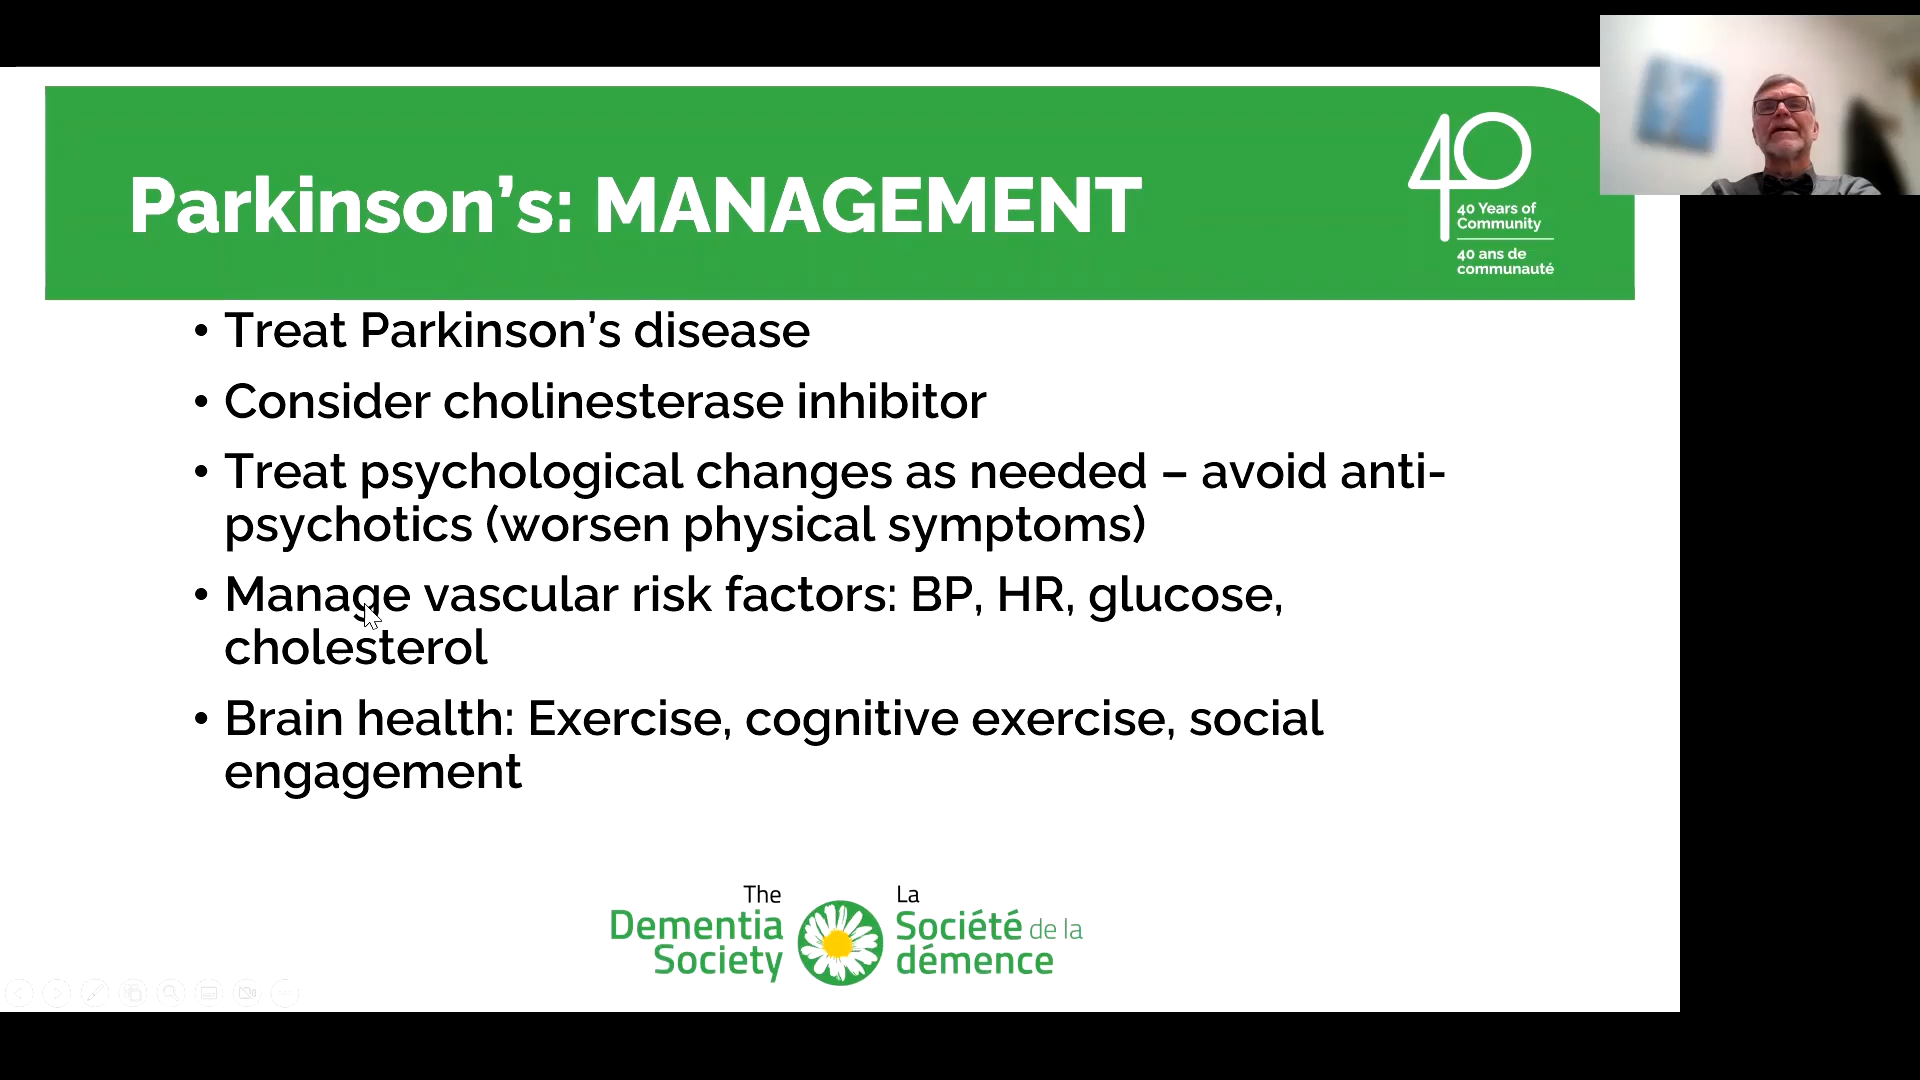 Parkinson's: MANAGEMENT
40
40 Years of
Community
40 ans de
communauté
• Treat Parkinson's disease
• Consider cholinesterase inhibitor
• Treat psychological changes as needed – avoid anti-
psychotics (worsen physical symptoms)
• Manage vascular risk factors: BP, HR, glucose,
cholesterol
• Brain health: Exercise, cognitive exercise, social
engagement
The
Dementia
Society
La
Société de la
démence